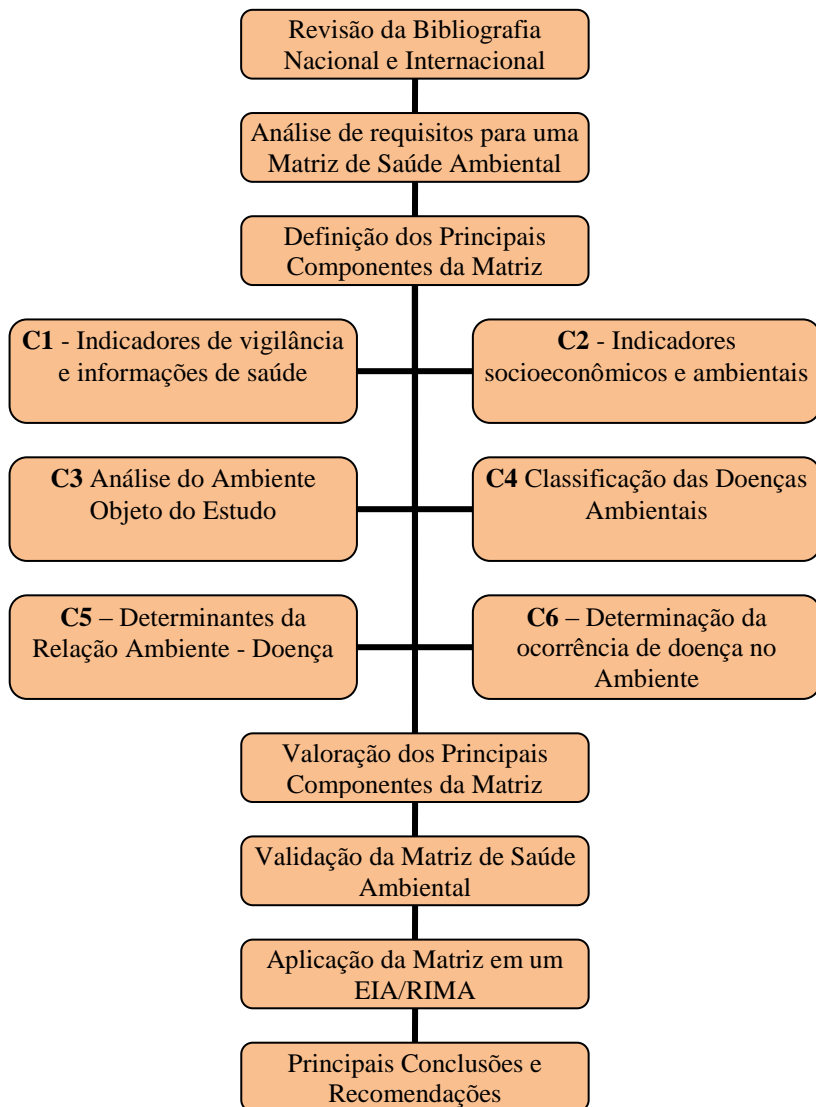 Revisão da Bibliografia
Nacional e Internacional
Análise de requisitos para uma
Matriz de Saúde Ambiental
Definição dos Principais
Componentes da Matriz
C1 - Indicadores de vigilância
e informações de saúde
C2 - Indicadores
socioeconômicos e ambientais
C3 Análise do Ambiente
Objeto do Estudo
C4 Classificação das Doenças
Ambientais
C5 – Determinantes da
Relação Ambiente - Doença
C6 – Determinação da
ocorrência de doença no
Ambiente
Valoração dos Principais
Componentes da Matriz
Validação da Matriz de Saúde
Ambiental
Aplicação da Matriz em um
EIA/RIMA
Principais Conclusões e
Recomendações